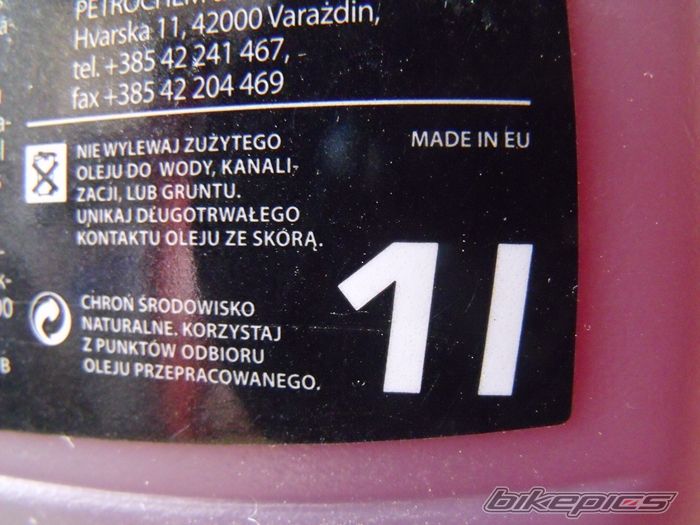 PETROCHEM
Hvarska 11, 42000 Varaždin,
tel. +385 42 241 467,
fax +385 42 204 469
NIE WYLEWAJ ZUŻYTEGO
OLEJU DO WODY, KANALI-
ZACJI, LUB GRUNTU.
UNIKAJ DŁUGOTRWAŁEGO
KONTAKTU OLEJU ZE SKÓRĄ.
MADE IN EU
CHROŃ ŚRODOWISKO
NATURALNE. KORZYSTAJ
Z PUNKTÓW ODBIORU
OLEJU PRZEPRACOWANEGO.
1l
bikepics